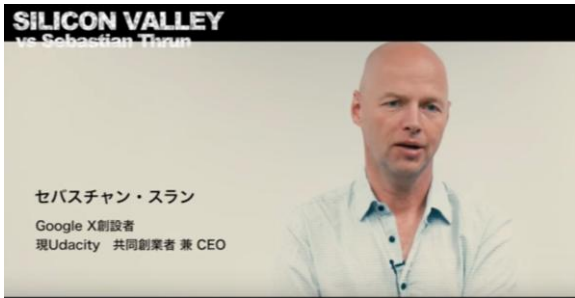 SILICON VALLEY
vs Sebastian Thrun
セバスチャン・スラン
Google X創設者
現Udacity 共同創業者 兼 CEO